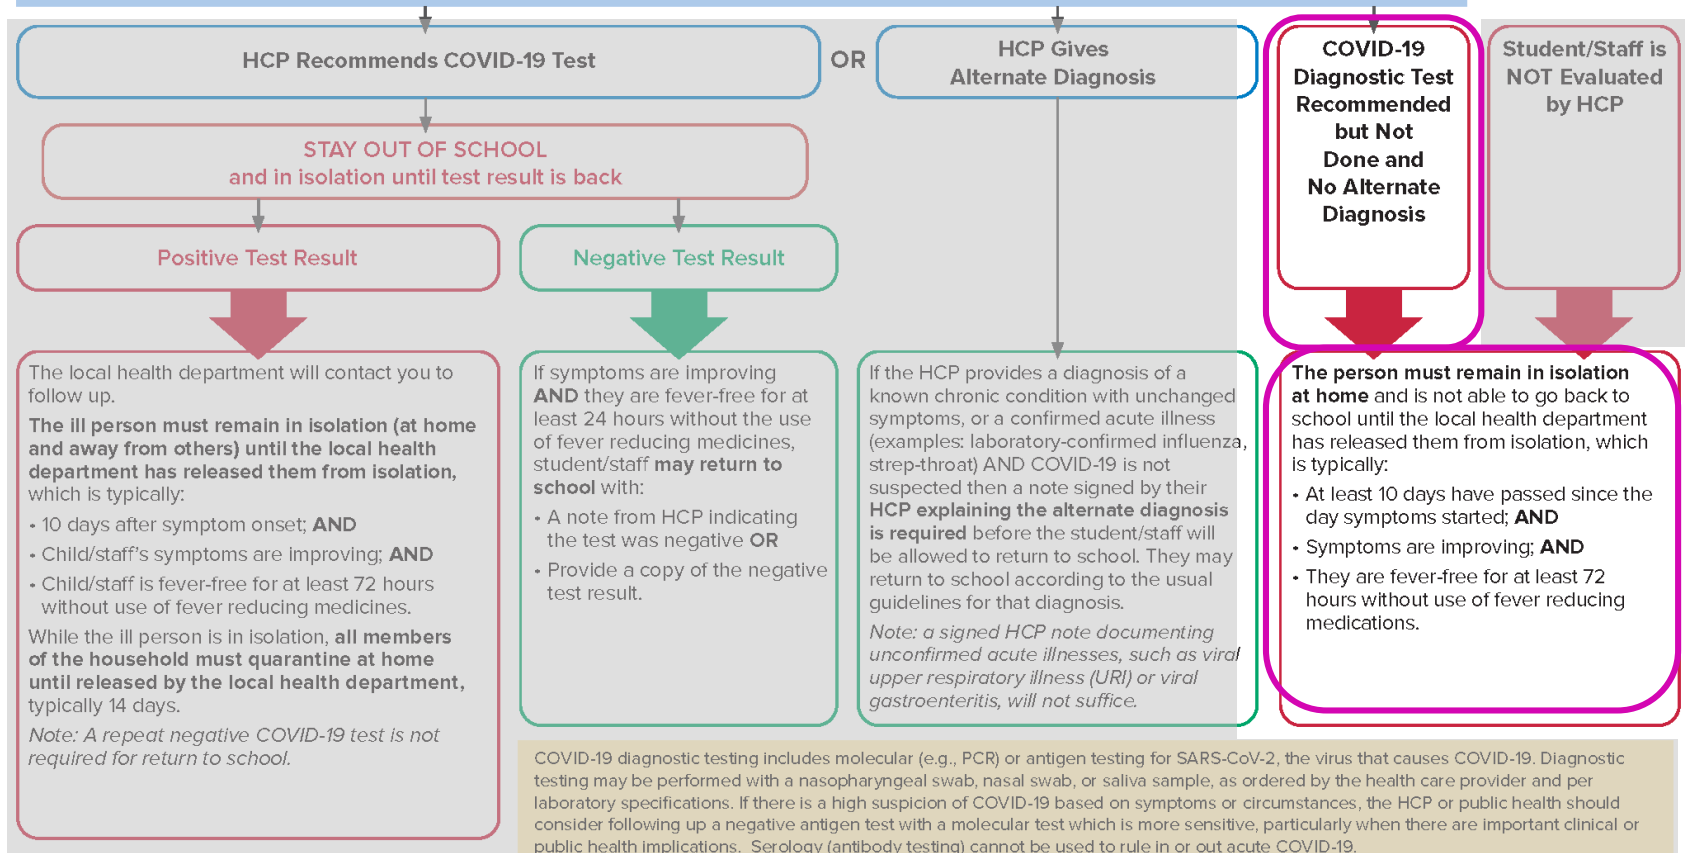 HCP Recommends COVID-19 Test
OR
HCP Gives
Alternate Diagnosis
COVID-19
Diagnostic Test
Recommended
but Not
Done and
No Alternate
Diagnosis
Student/Staff is
NOT Evaluated
by HCP
STAY OUT OF SCHOOL
and in isolation until test result is back
Positive Test Result
Negative Test Result
The local health department will contact you to
follow up.
The ill person must remain in isolation (at home
and away from others) until the local health
department has released them from isolation,
which is typically:
• 10 days after symptom onset; AND
• Child/staff's symptoms are improving; AND
• Child/staff is fever-free for at least 72 hours
without use of fever reducing medicines.
While the ill person is in isolation, all members
of the household must quarantine at home
until released by the local health department,
typically 14 days.
Note: A repeat negative COVID-19 test is not
required for return to school.
If symptoms are improving
AND they are fever-free for at
least 24 hours without the use
of fever reducing medicines,
student/staff may return to
school with:
• A note from HCP indicating
the test was negative OR
• Provide a copy of the negative
test result.
If the HCP provides a diagnosis of a
known chronic condition with unchanged
symptoms, or a confirmed acute illness
(examples: laboratory-confirmed influenza,
strep-throat) AND COVID-19 is not
suspected then a note signed by their
HCP explaining the alternate diagnosis
is required before the student/staff will
be allowed to return to school. They may
return to school according to the usual
guidelines for that diagnosis.
Note: a signed HCP note documenting
unconfirmed acute illnesses, such as viral
upper respiratory illness (URI) or viral
gastroenteritis, will not suffice.
The person must remain in isolation
at home and is not able to go back to
school until the local health department
has released them from isolation, which
is typically:
• At least 10 days have passed since the
day symptoms started; AND
• Symptoms are improving; AND
• They are fever-free for at least 72
hours without use of fever reducing
medications.
COVID-19 diagnostic testing includes molecular (e.g., PCR) or antigen testing for SARS-CoV-2, the virus that causes COVID-19. Diagnostic
testing may be performed with a nasopharyngeal swab, nasal swab, or saliva sample, as ordered by the health care provider and per
laboratory specifications. If there is a high suspicion of COVID-19 based on symptoms or circumstances, the HCP or public health should
consider following up a negative antigen test with a molecular test which is more sensitive, particularly when there are important clinical or
public health implications. Serology (antibody testing) cannot be used to rule in or out acute COVID-19.